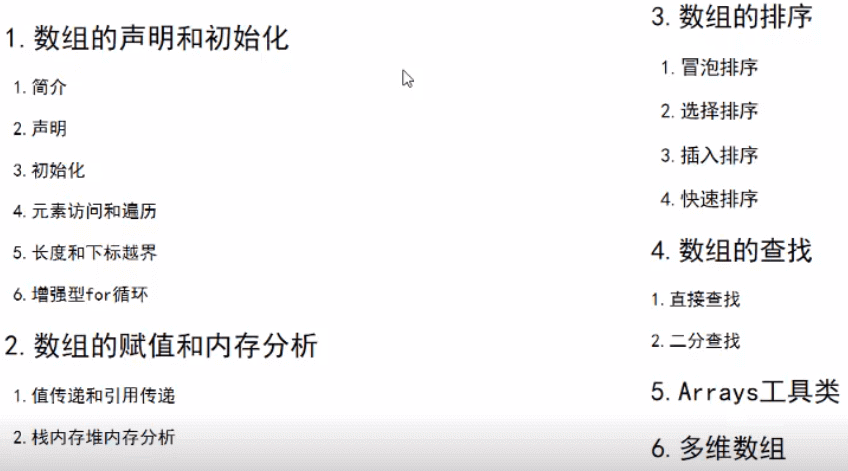 1.数组的声明和初始化
1.简介
2.声明
3.初始化
4.元素访问和遍历
5.长度和下标越界
6.增强型for循环
2.数组的赋值和内存分析
1.值传递和引用传递
2.栈内存堆内存分析
3.数组的排序
1.冒泡排序
2.选择排序
3.插入排序
4.快速排序
4.数组的查找
1.直接查找
2.二分查找
5.Arrays工具类
6.多维数组